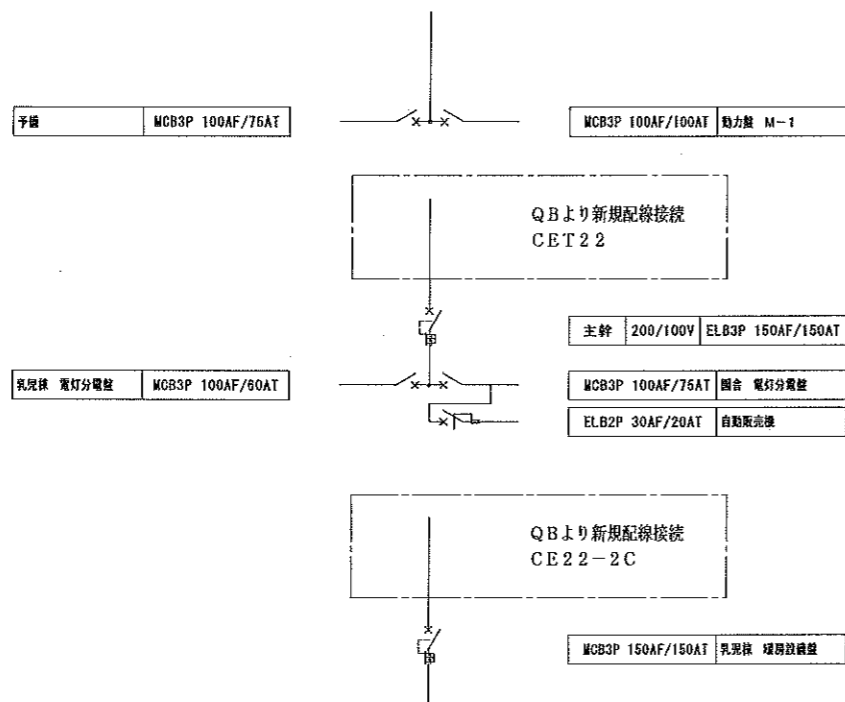 予備 MCB3P 100AF/75AT MCB3P 100AF/100AT 動力盤 M-1
QBより新規配線接続
CET22
主幹 200/100V ELB3P 150AF/150AT
乳児棟 電灯分電盤 MCB3P 100AF/60AT MCB3P 100AF/75AT 園舎 電灯分電盤
ELB2P 30AF/20AT 自動販売機
QBより新規配線接続
CE22-2C
MCB3P 150AF/150AT 乳児棟 暖房設備盤